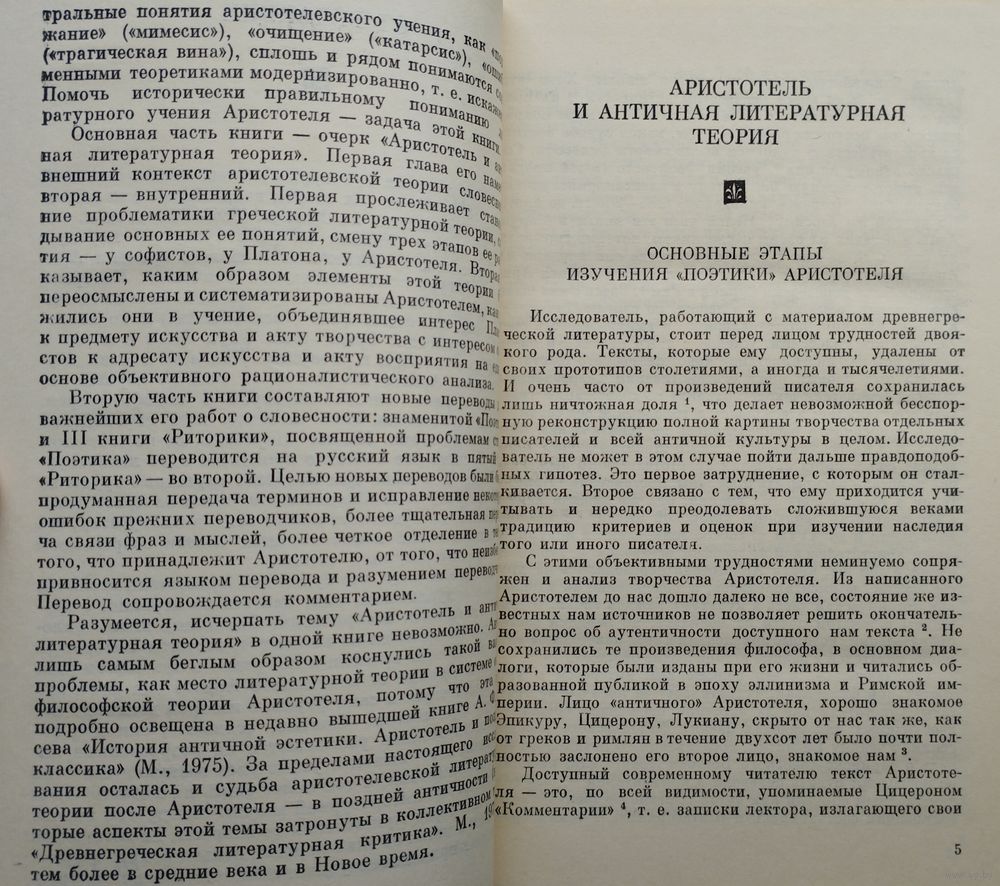 тральные понятия аристотелевского учения, как
жание» («мимесис»), «очищение» («катарсис»),
(«трагическая вина»), сплошь и рядом понимаются
менными теоретиками модернизированно, т. е.
Помочь исторически правильному пониманию
ратурного учения Аристотеля — задача этой книги.
Основная часть книги — очерк «Аристотель и
ная литературная теория». Первая глава его
внешний контекст аристотелевской теории
вторая — внутренний. Первая прослеживает
ние проблематики греческой литературной теории,
дывание основных ее понятий, смену трех этапов ее
тия — у софистов, у Платона, у Аристотеля.
казывает, каким образом элементы этой теории
переосмыслены и систематизированы Аристотелем,
жились они в учение, объединявшее интерес
к предмету искусства и акту творчества с интересом
стов к адресату искусства и акту восприятия на
основе объективного рационалистического анализа.
Вторую часть книги составляют новые переводы
важнейших его работ о словесности: знаменитой
и III книги «Риторики», посвященной проблемам
«Поэтика» переводится на русский язык в пятый
«Риторика» — во второй. Целью новых переводов были
продуманная передача терминов и исправление
ошибок прежних переводчиков, более тщательная
ча связи фраз и мыслей, более четкое отделение в
того, что принадлежит Аристотелю, от того, что
привносится языком перевода и разумением
Перевод сопровождается комментарием.
Разумеется, исчерпать тему «Аристотель и
литературная теория» в одной книге невозможно.
лишь самым беглым образом коснулись такой
проблемы, как место литературной теории в системе
философской теории Аристотеля, потому что эта
подробно освещена в недавно вышедшей книге А.
сева «История античной эстетики. Аристотель и
классика» (М., 1975). За пределами настоящего
вания осталась и судьба аристотелевской
теории после Аристотеля — в поздней античности
торые аспекты этой темы затронуты в коллективном
«Древнегреческая литературная критика». М.,
тем более в средние века и в Новое время.
АРИСТОТЕЛЬ
И АНТИЧНАЯ ЛИТЕРАТУРНАЯ
ТЕОРИЯ
ОСНОВНЫЕ ЭТАПЫ
ИЗУЧЕНИЯ «ПОЭТИКИ» АРИСТОТЕЛЯ
Исследователь, работающий с материалом древнегре-
ческой литературы, стоит перед лицом трудностей двоя-
кого рода. Тексты, которые ему доступны, удалены от
своих прототипов столетиями, а иногда и тысячелетиями.
И очень часто от произведений писателя сохранилась
лишь ничтожная доля ¹, что делает невозможной бесспор-
ную реконструкцию полной картины творчества отдельных
писателей и всей античной культуры в целом. Исследо-
ватель не может в этом случае пойти дальше правдоподоб-
ных гипотез. Это первое затруднение, с которым он стал-
кивается. Второе связано с тем, что ему приходится учи-
тывать и нередко преодолевать сложившуюся веками
традицию критериев и оценок при изучении наследия
того или иного писателя.
С этими объективными трудностями неминуемо сопря-
жен и анализ творчества Аристотеля. Из написанного
Аристотелем до нас дошло далеко не все, состояние же из-
вестных нам источников не позволяет решить окончатель-
но вопрос об аутентичности доступного нам текста ². Не
сохранились те произведения философа, в основном диа-
логи, которые были изданы при его жизни и читались об-
разованной публикой в эпоху эллинизма и Римской им-
перии. Лицо «античного» Аристотеля, хорошо знакомое
Эпикуру, Цицерону, Лукиану, скрыто от нас так же, как
от греков и римлян в течение двухсот лет было почти пол-
ностью заслонено его второе лицо, знакомое нам ³.
Доступный современному читателю текст Аристоте-
ля — это, по всей видимости, упоминаемые Цицероном
«Комментарии» ⁴, т. е. записки лектора, излагающего свои
5